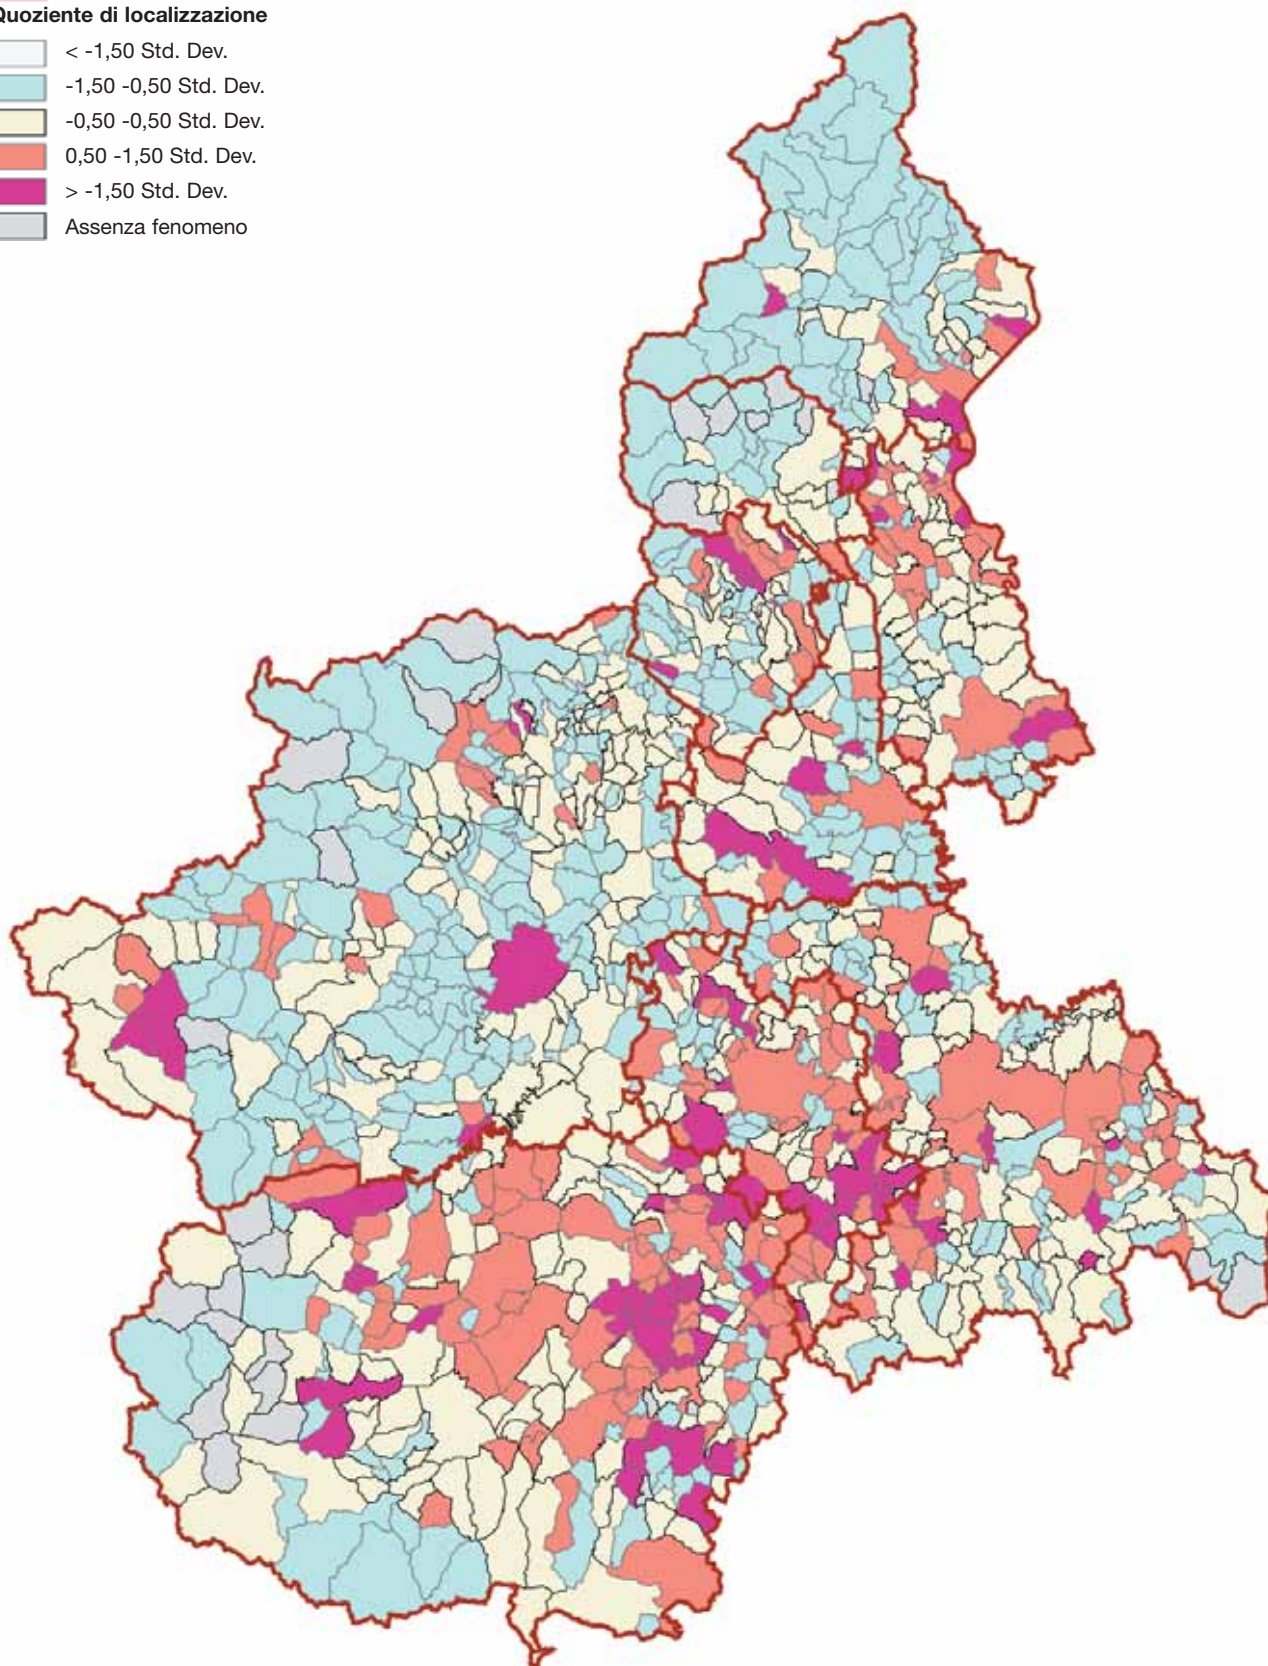 Quoziente di localizzazione
< -1,50 Std. Dev.
-1,50 -0,50 Std. Dev.
-0,50 -0,50 Std. Dev.
0,50 -1,50 Std. Dev.
> -1,50 Std. Dev.
Assenza fenomeno